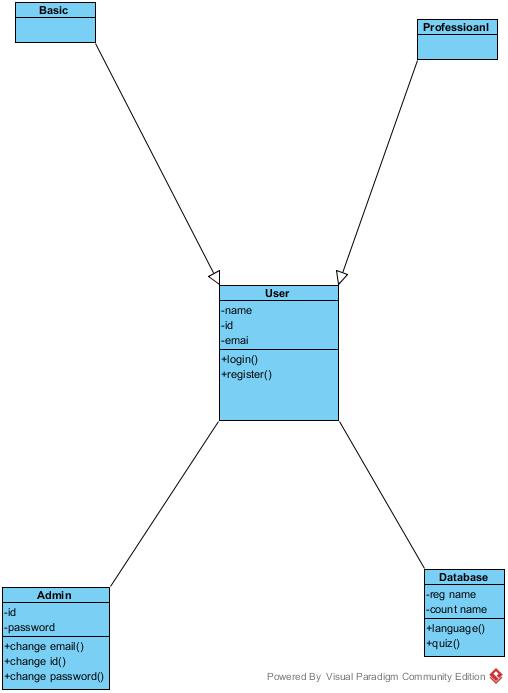 Basic
Professioanl
User
-name
-id
-emai
+login()
+register()
Admin
-id
-password
+change email()
+change id()
+change password()
Database
-reg name
-count name
+language()
+quiz()
Powered By Visual Paradigm Community Edition